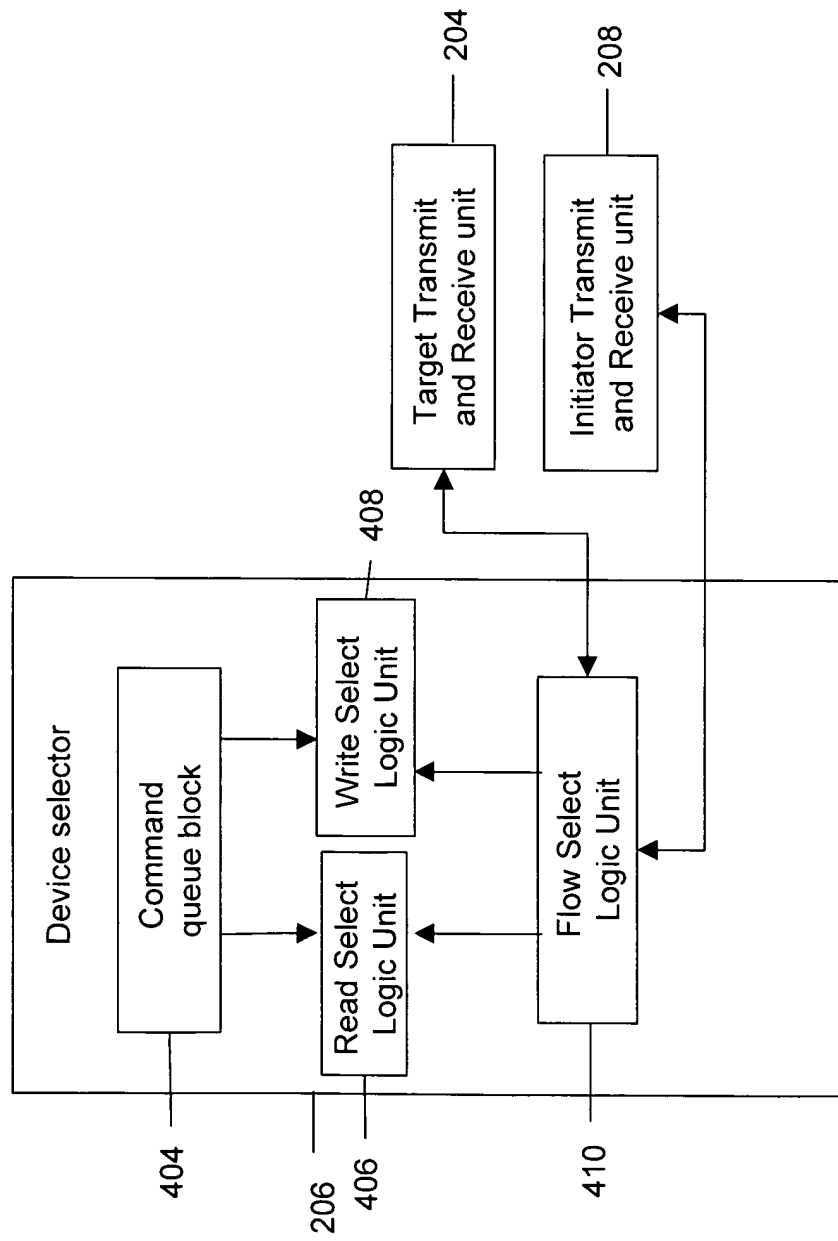 Device selector
Command
queue block
404
206
Read Select
Logic Unit
406
Write Select
Logic Unit
408
Flow Select
Logic Unit
410
Target Transmit
and Receive unit
204
Initiator Transmit
and Receive unit
208